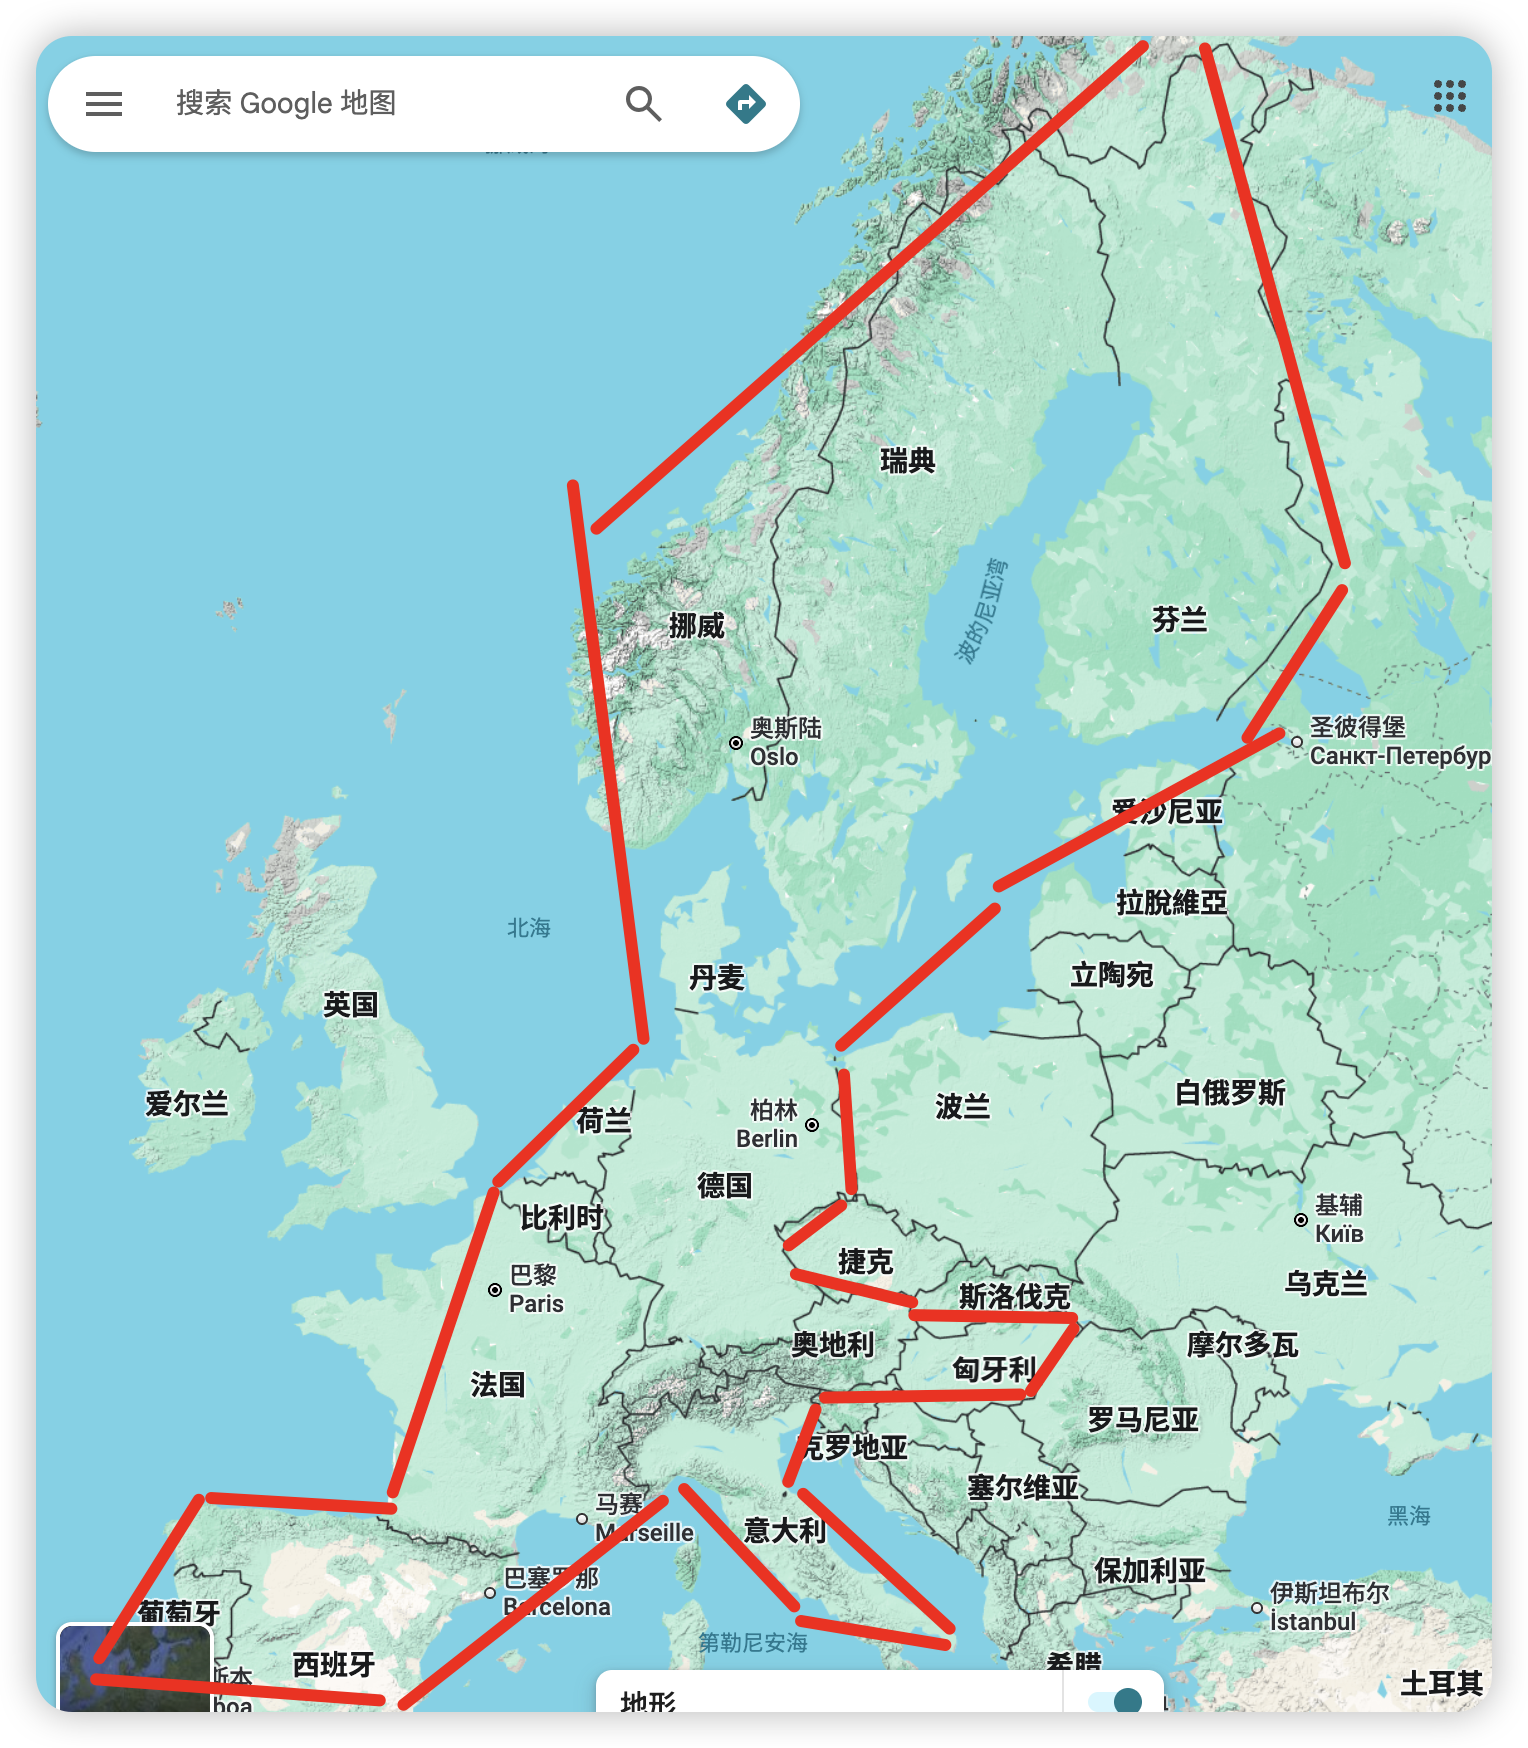 搜索 Google 地图
瑞典
波的尼亚湾
芬兰
挪威
奥斯陆
Oslo
圣彼得堡
Санкт-Петербур
爱沙尼亚
拉脫維亞
北海
丹麦
立陶宛
英国
爱尔兰
荷兰
柏林
Berlin
波兰
白俄罗斯
德国
比利时
基辅
Київ
捷克
巴黎
Paris
乌克兰
斯洛伐克
奥地利
摩尔多瓦
匈牙利
法国
罗马尼亚
克罗地亚
塞尔维亚
马赛
Marseille
黑海
意大利
保加利亚
巴塞罗那
Barcelona
伊斯坦布尔
İstanbul
葡萄牙
第勒尼安海
西班牙
希腊
斯本
boa
土耳其
地形